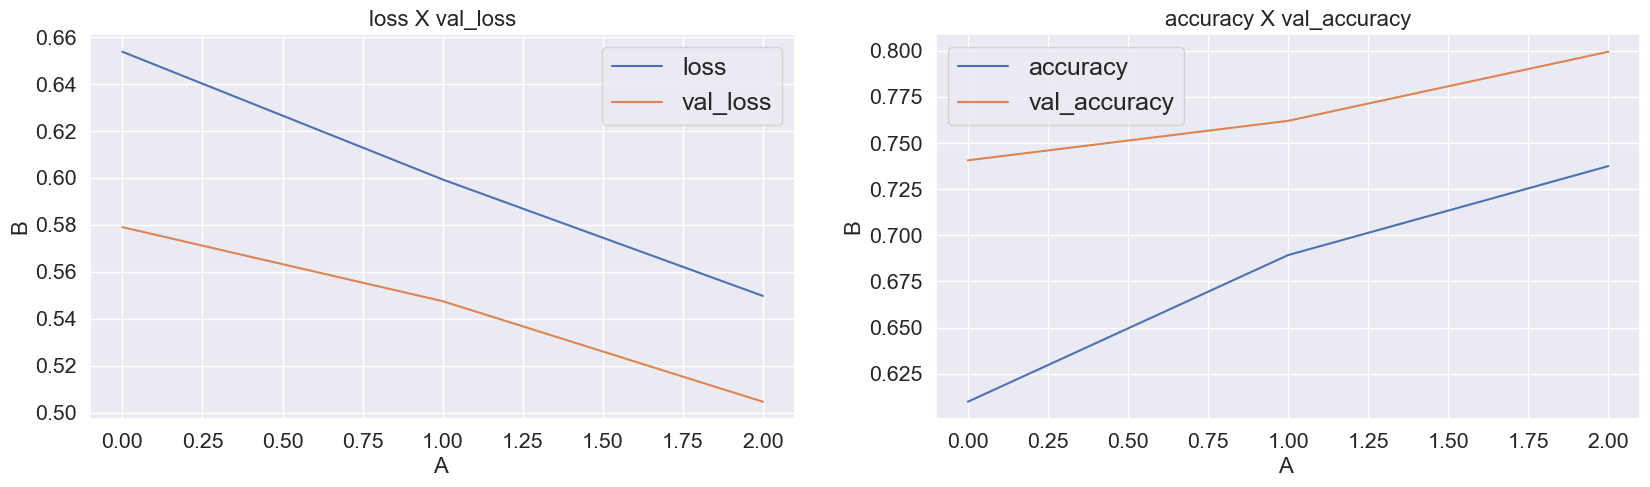 loss X val_loss
0.66
0.64
0.62
0.60
0.58
0.56
0.54
0.52
0.50
B
loss
val_loss
0.00 0.25 0.50 0.75 1.00 1.25 1.50 1.75 2.00
A
accuracy X val_accuracy
0.800
0.775
0.750
0.725
0.700
0.675
0.650
0.625
B
accuracy
val_accuracy
0.00 0.25 0.50 0.75 1.00 1.25 1.50 1.75 2.00
A